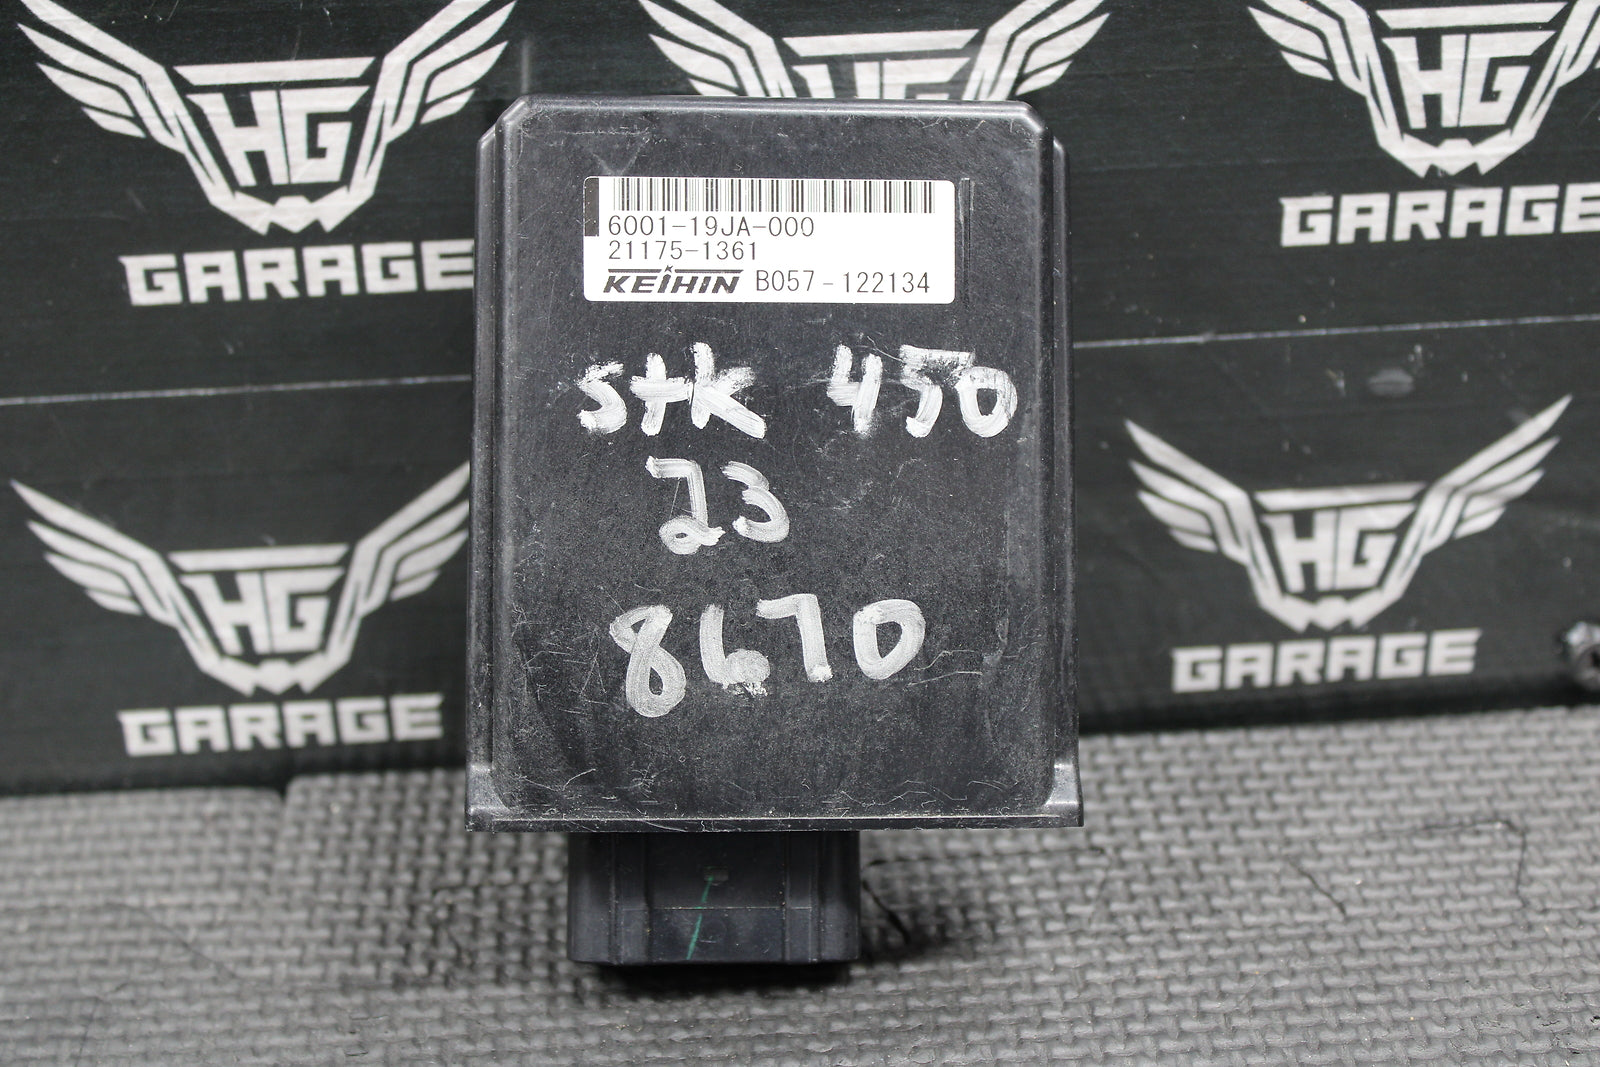 HG
GARAGE
HG
HG
GARAGE
6001-19JA-000
21175-1361
KEIHIN B057-122134
stk 450
23
8670
HG
GARAGE
HG
GARAGE